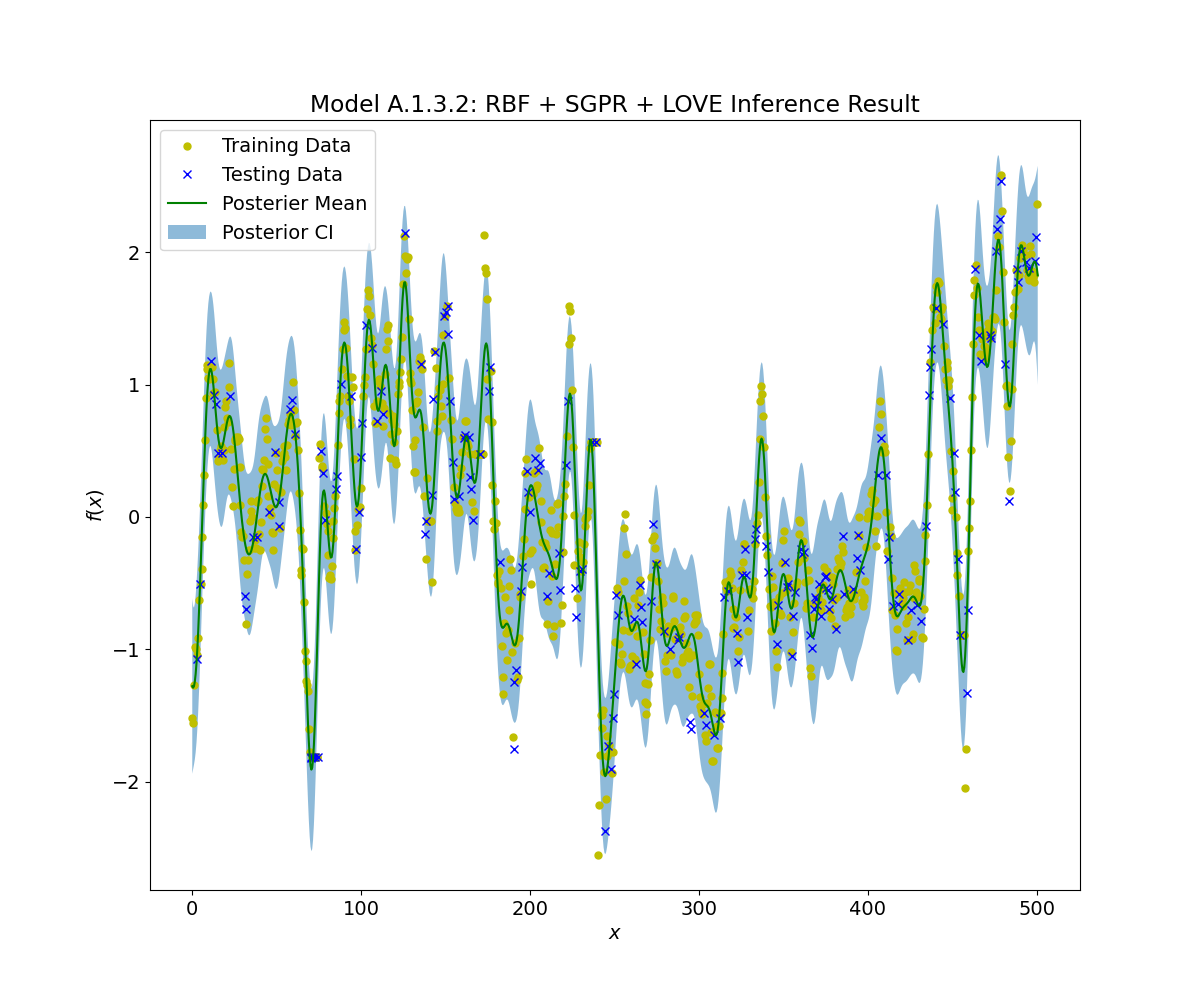 Model A.1.3.2: RBF + SGPR + LOVE Inference Result
Training Data
Testing Data
Posterier Mean
Posterior CI
2
1
0
−1
−2
f(x)
0 100 200 300 400 500
x